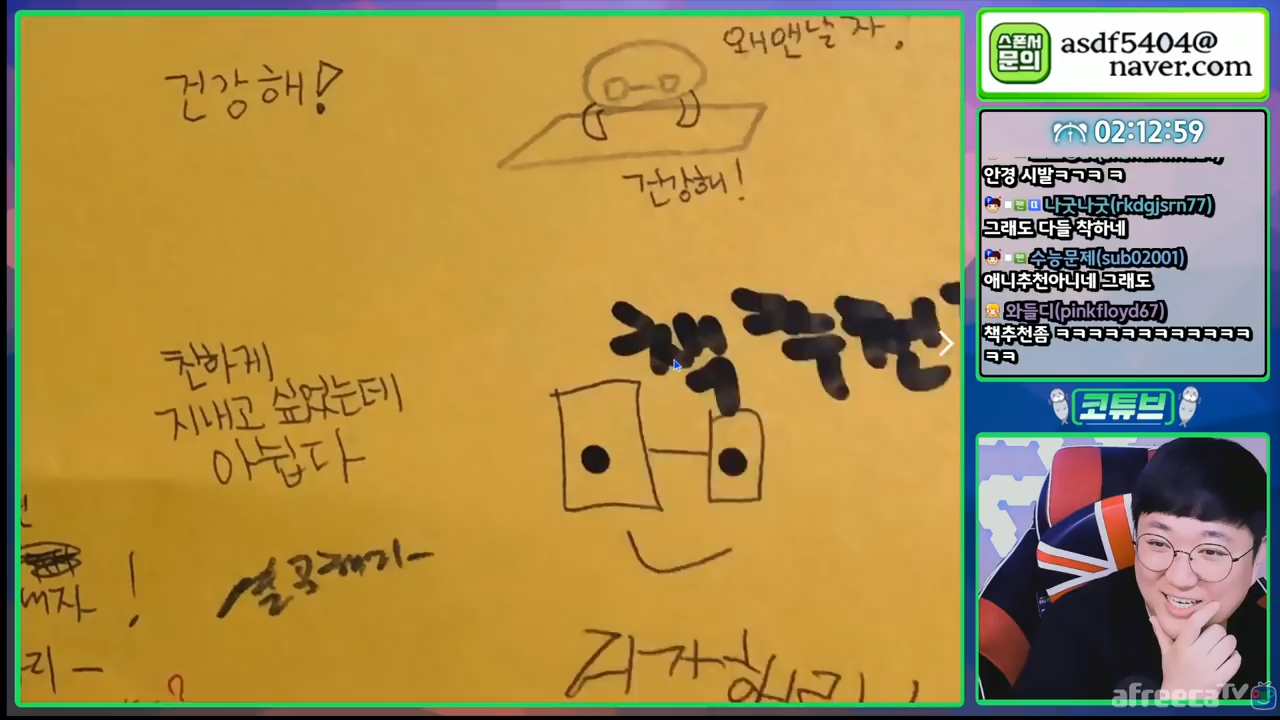 건강해!
왜앤날자!
건강해!
책 추천
친하게
지내고 싶었는데
아쉽다
!
스폰서
문의
asdf5404@
naver.com
02:12:59
안경 시발ㅋㄱㅋ ㅋ
나굿나굿(rkdgjsrn77)
그래도 다들 착하네
수능문제(sub02001)
애니추천아니네 그래도
와들디(pinkfloyd67)
책추천좀 ㅋㅋㅋㅋㅋㅋㅋㅋㅋㅋㅋㅋ
ㅋㅋ
코튜브
afreecaTV